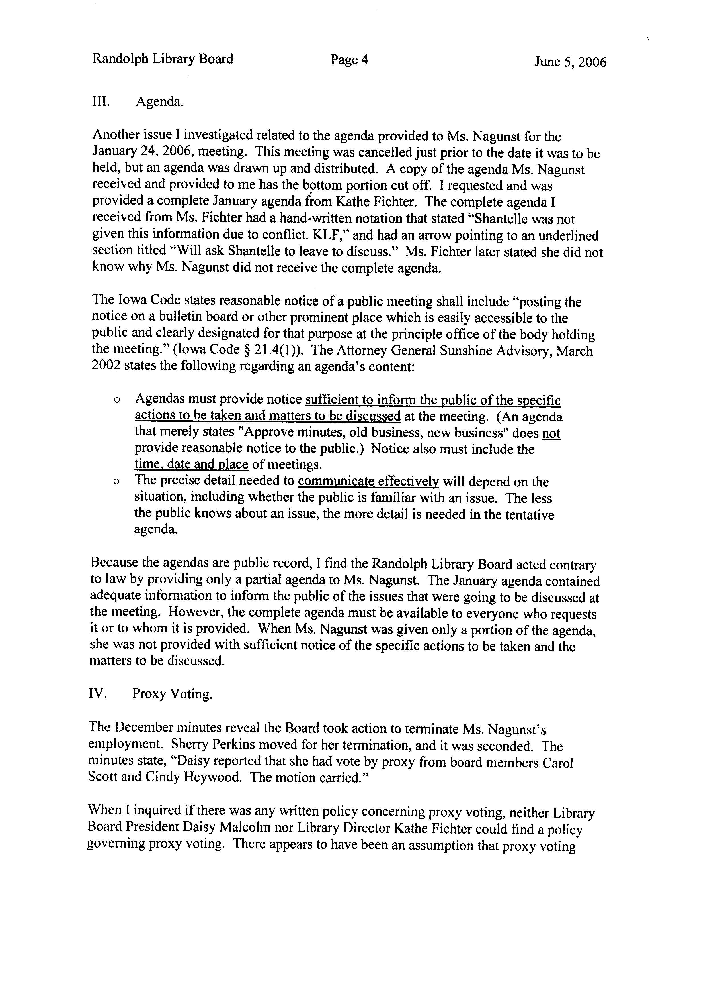 Randolph Library Board Page 4 June 5, 2006
III. Agenda.
Another issue I investigated related to the agenda provided to Ms. Nagunst for the
January 24, 2006, meeting. This meeting was cancelled just prior to the date it was to be
held, but an agenda was drawn up and distributed. A copy of the agenda Ms. Nagunst
received and provided to me has the bottom portion cut off. I requested and was
provided a complete January agenda from Kathe Fichter. The complete agenda I
received from Ms. Fichter had a hand-written notation that stated “Shantelle was not
given this information due to conflict. KLF,” and had an arrow pointing to an underlined
section titled “Will ask Shantelle to leave to discuss.” Ms. Fichter later stated she did not
know why Ms. Nagunst did not receive the complete agenda.
The Iowa Code states reasonable notice of a public meeting shall include “posting the
notice on a bulletin board or other prominent place which is easily accessible to the
public and clearly designated for that purpose at the principle office of the body holding
the meeting.” (Iowa Code § 21.4(1)). The Attorney General Sunshine Advisory, March
2002 states the following regarding an agenda’s content:
o Agendas must provide notice sufficient to inform the public of the specific
actions to be taken and matters to be discussed at the meeting. (An agenda
that merely states "Approve minutes, old business, new business" does not
provide reasonable notice to the public.) Notice also must include the
time, date and place of meetings.
o The precise detail needed to communicate effectively will depend on the
situation, including whether the public is familiar with an issue. The less
the public knows about an issue, the more detail is needed in the tentative
agenda.
Because the agendas are public record, I find the Randolph Library Board acted contrary
to law by providing only a partial agenda to Ms. Nagunst. The January agenda contained
adequate information to inform the public of the issues that were going to be discussed at
the meeting. However, the complete agenda must be available to everyone who requests
it or to whom it is provided. When Ms. Nagunst was given only a portion of the agenda,
she was not provided with sufficient notice of the specific actions to be taken and the
matters to be discussed.
IV. Proxy Voting.
The December minutes reveal the Board took action to terminate Ms. Nagunst’s
employment. Sherry Perkins moved for her termination, and it was seconded. The
minutes state, “Daisy reported that she had vote by proxy from board members Carol
Scott and Cindy Heywood. The motion carried.”
When I inquired if there was any written policy concerning proxy voting, neither Library
Board President Daisy Malcolm nor Library Director Kathe Fichter could find a policy
governing proxy voting. There appears to have been an assumption that proxy voting